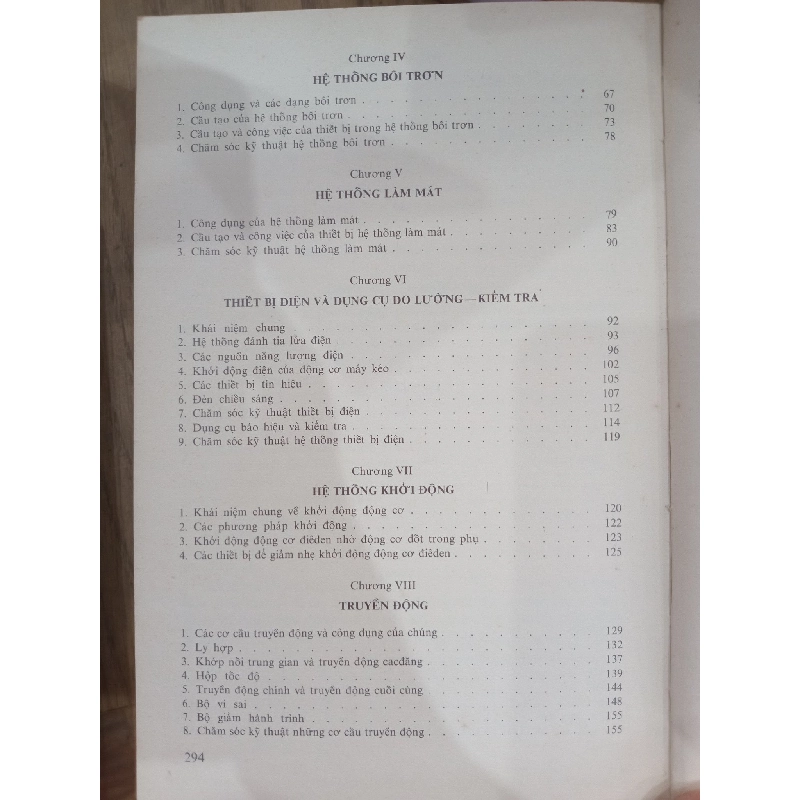 Chương IV
HỆ THỐNG BÔI TRƠN
1. Công dụng và các dạng bôi trơn . . . . . . . . . . . . . 67
2. Cấu tạo của hệ thống bôi trơn . . . . . . . . . . . . . 70
3. Cấu tạo và công việc của thiết bị trong hệ thống bôi trơn . . . . . . 73
4. Chăm sóc kỹ thuật hệ thống bôi trơn . . . . . . . . . . . 78
Chương V
HỆ THỐNG LÀM MÁT
1. Công dụng của hệ thống làm mát . . . . . . . . . . . . 79
2. Cấu tạo và công việc của thiết bị hệ thống làm mát . . . . . . . 83
3. Chăm sóc kỹ thuật hệ thống làm mát . . . . . . . . . . . 90
Chương VI
THIẾT BỊ ĐIỆN VÀ DỤNG CỤ ĐO LƯỜNG—KIỂM TRA
1. Khái niệm chung . . . . . . . . . . . . . . . . 92
2. Hệ thống đánh tia lửa điện . . . . . . . . . . . . . . 93
3. Các nguồn năng lượng điện . . . . . . . . . . . . . 96
4. Khởi động điện của động cơ máy kéo . . . . . . . . . . . 102
5. Các thiết bị tín hiệu . . . . . . . . . . . . . . . 105
6. Đèn chiếu sáng . . . . . . . . . . . . . . . . 107
7. Chăm sóc kỹ thuật thiết bị điện . . . . . . . . . . . . 112
8. Dụng cụ báo hiệu và kiểm tra . . . . . . . . . . . . . 114
9. Chăm sóc kỹ thuật hệ thống thiết bị điện . . . . . . . . . . 119
Chương VII
HỆ THỐNG KHỞI ĐỘNG
1. Khái niệm chung về khởi động động cơ . . . . . . . . . . 120
2. Các phương pháp khởi động . . . . . . . . . . . . . 122
3. Khởi động động cơ điêden nhờ động cơ đốt trong phụ . . . . . . 123
4. Các thiết bị để giảm nhẹ khởi động động cơ điêden . . . . . . . 125
Chương VIII
TRUYỀN ĐỘNG
1. Các cơ cấu truyền động và công dụng của chúng . . . . . . . . 129
2. Ly hợp . . . . . . . . . . . . . . . . . . 132
3. Khớp nối trung gian và truyền động cacđăng . . . . . . . . . 137
4. Hộp tốc độ . . . . . . . . . . . . . . . . . 139
5. Truyền động chính và truyền động cuối cùng . . . . . . . . . 144
6. Bộ vi sai . . . . . . . . . . . . . . . . . 148
7. Bộ giảm hành trình . . . . . . . . . . . . . . . 155
8. Chăm sóc kỹ thuật những cơ cấu truyền động . . . . . . . . . 155
294